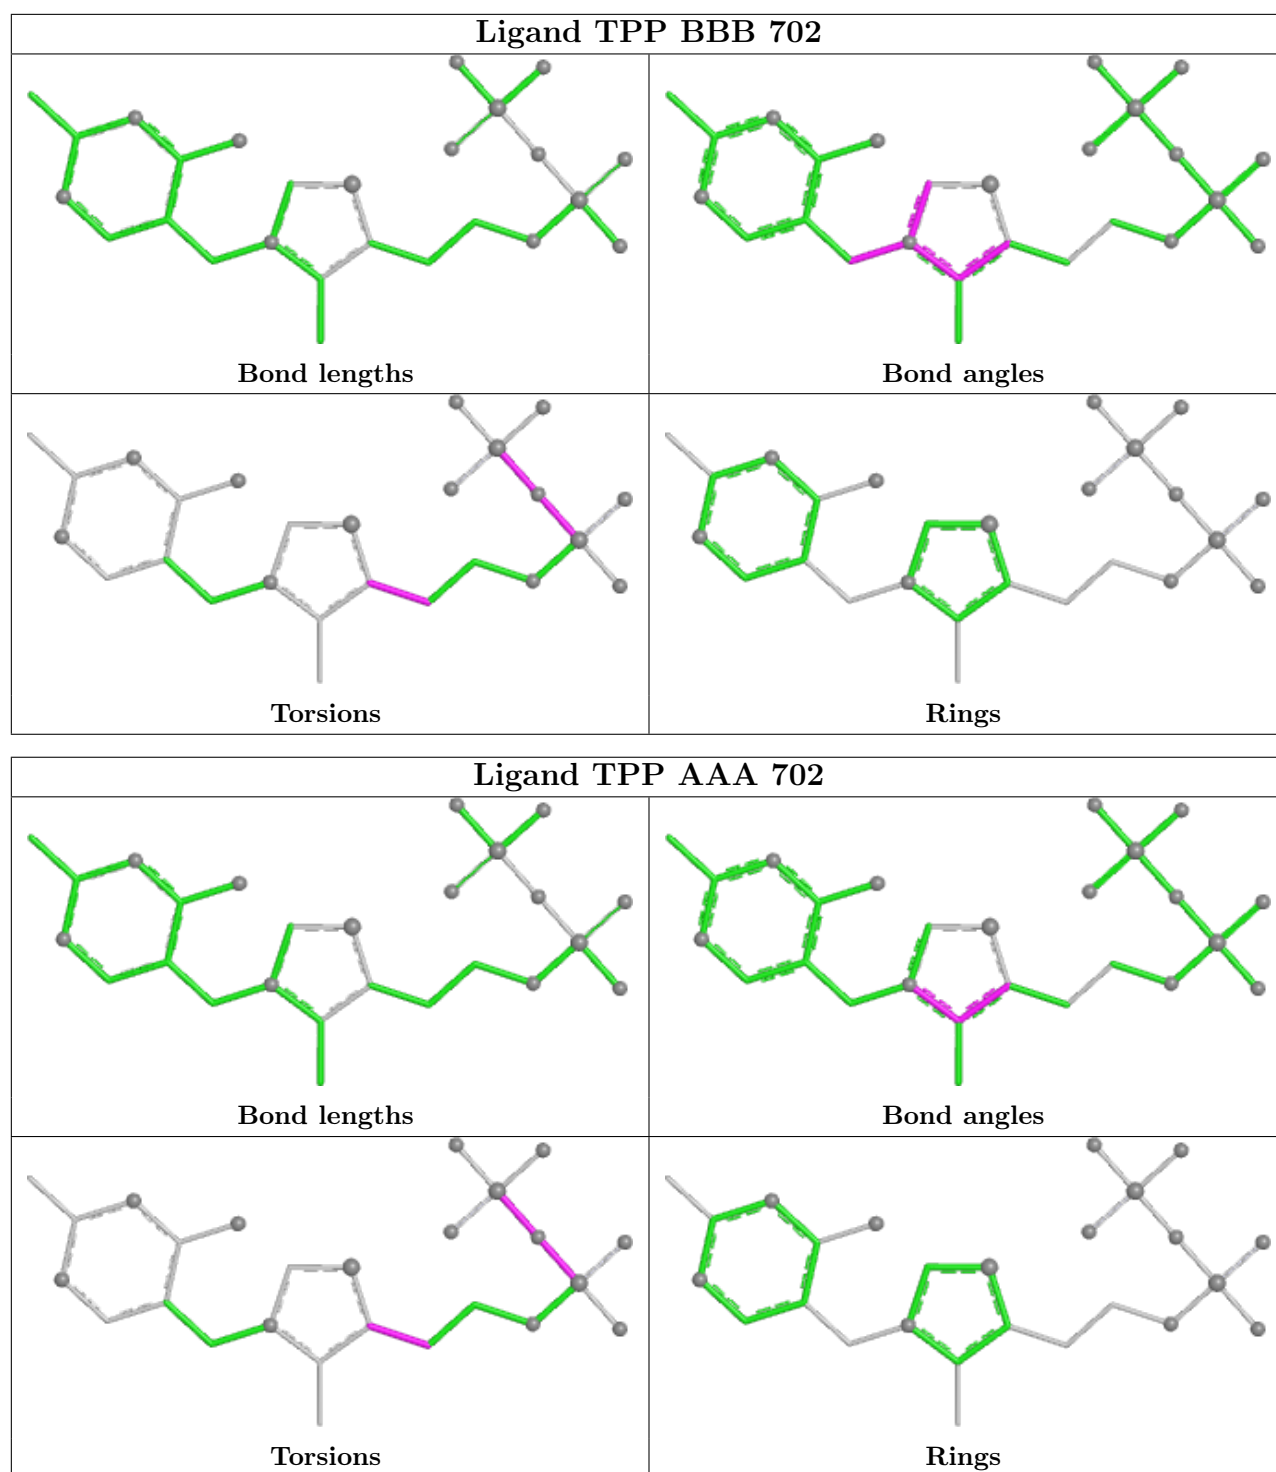 Ligand TPP BBB 702
Bond lengths
Bond angles
Torsions
Rings
Ligand TPP AAA 702
Bond lengths
Bond angles
Torsions
Rings